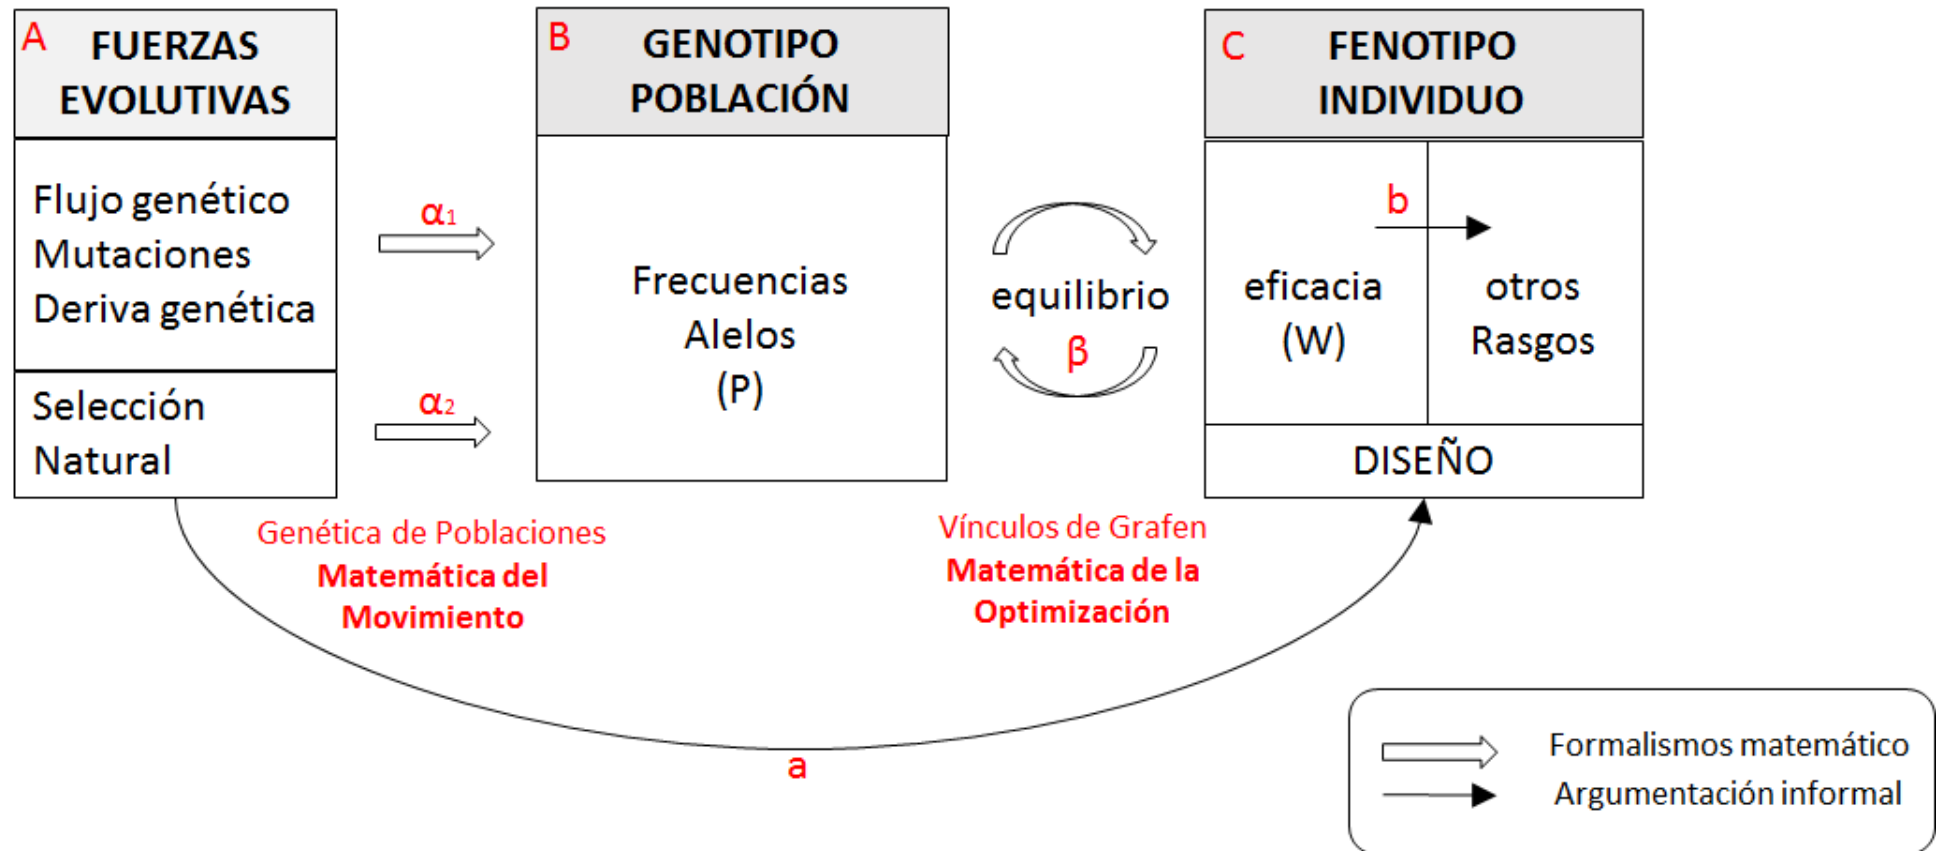 A FUERZAS
EVOLUTIVAS
Flujo genético
Mutaciones
Deriva genética
Selección
Natural
α1
α2
B GENOTIPO
POBLACIÓN
Frecuencias
Alelos
(P)
equilibrio
β
C FENOTIPO
INDIVIDUO
b
eficacia
(W)
otros
Rasgos
DISEÑO
Genética de Poblaciones
Matemática del
Movimiento
Vínculos de Grafen
Matemática de la
Optimización
a
Formalismos matemático
Argumentación informal